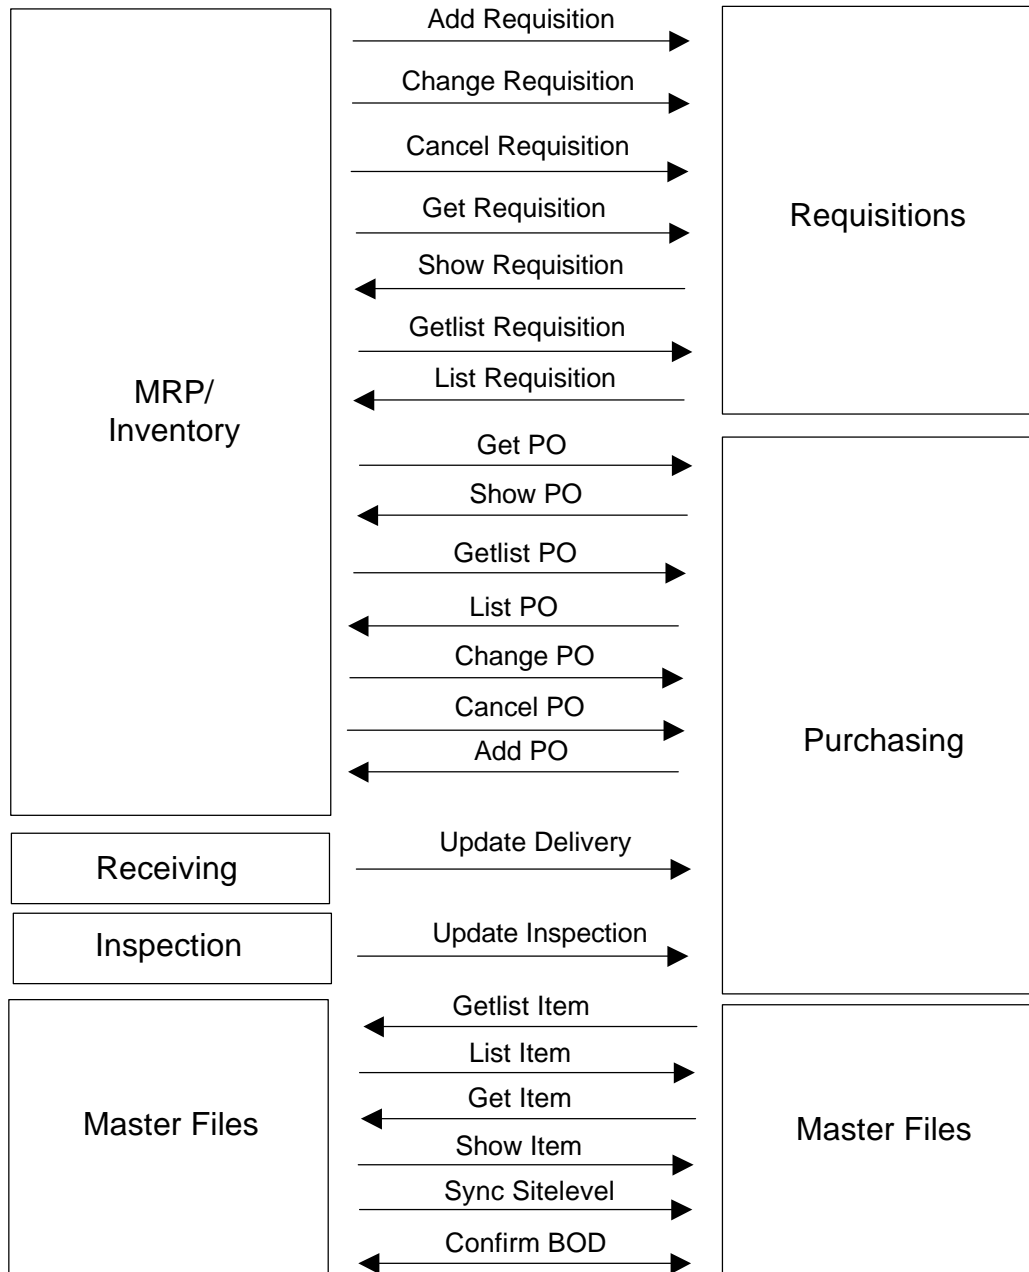 Add Requisition
Change Requisition
Cancel Requisition
Get Requisition
Show Requisition
Getlist Requisition
List Requisition
MRP/
Inventory
Requisitions
Get PO
Show PO
Getlist PO
List PO
Change PO
Cancel PO
Add PO
Purchasing
Receiving
Update Delivery
Inspection
Update Inspection
Getlist Item
List Item
Get Item
Show Item
Sync Sitelevel
Confirm BOD
Master Files
Master Files